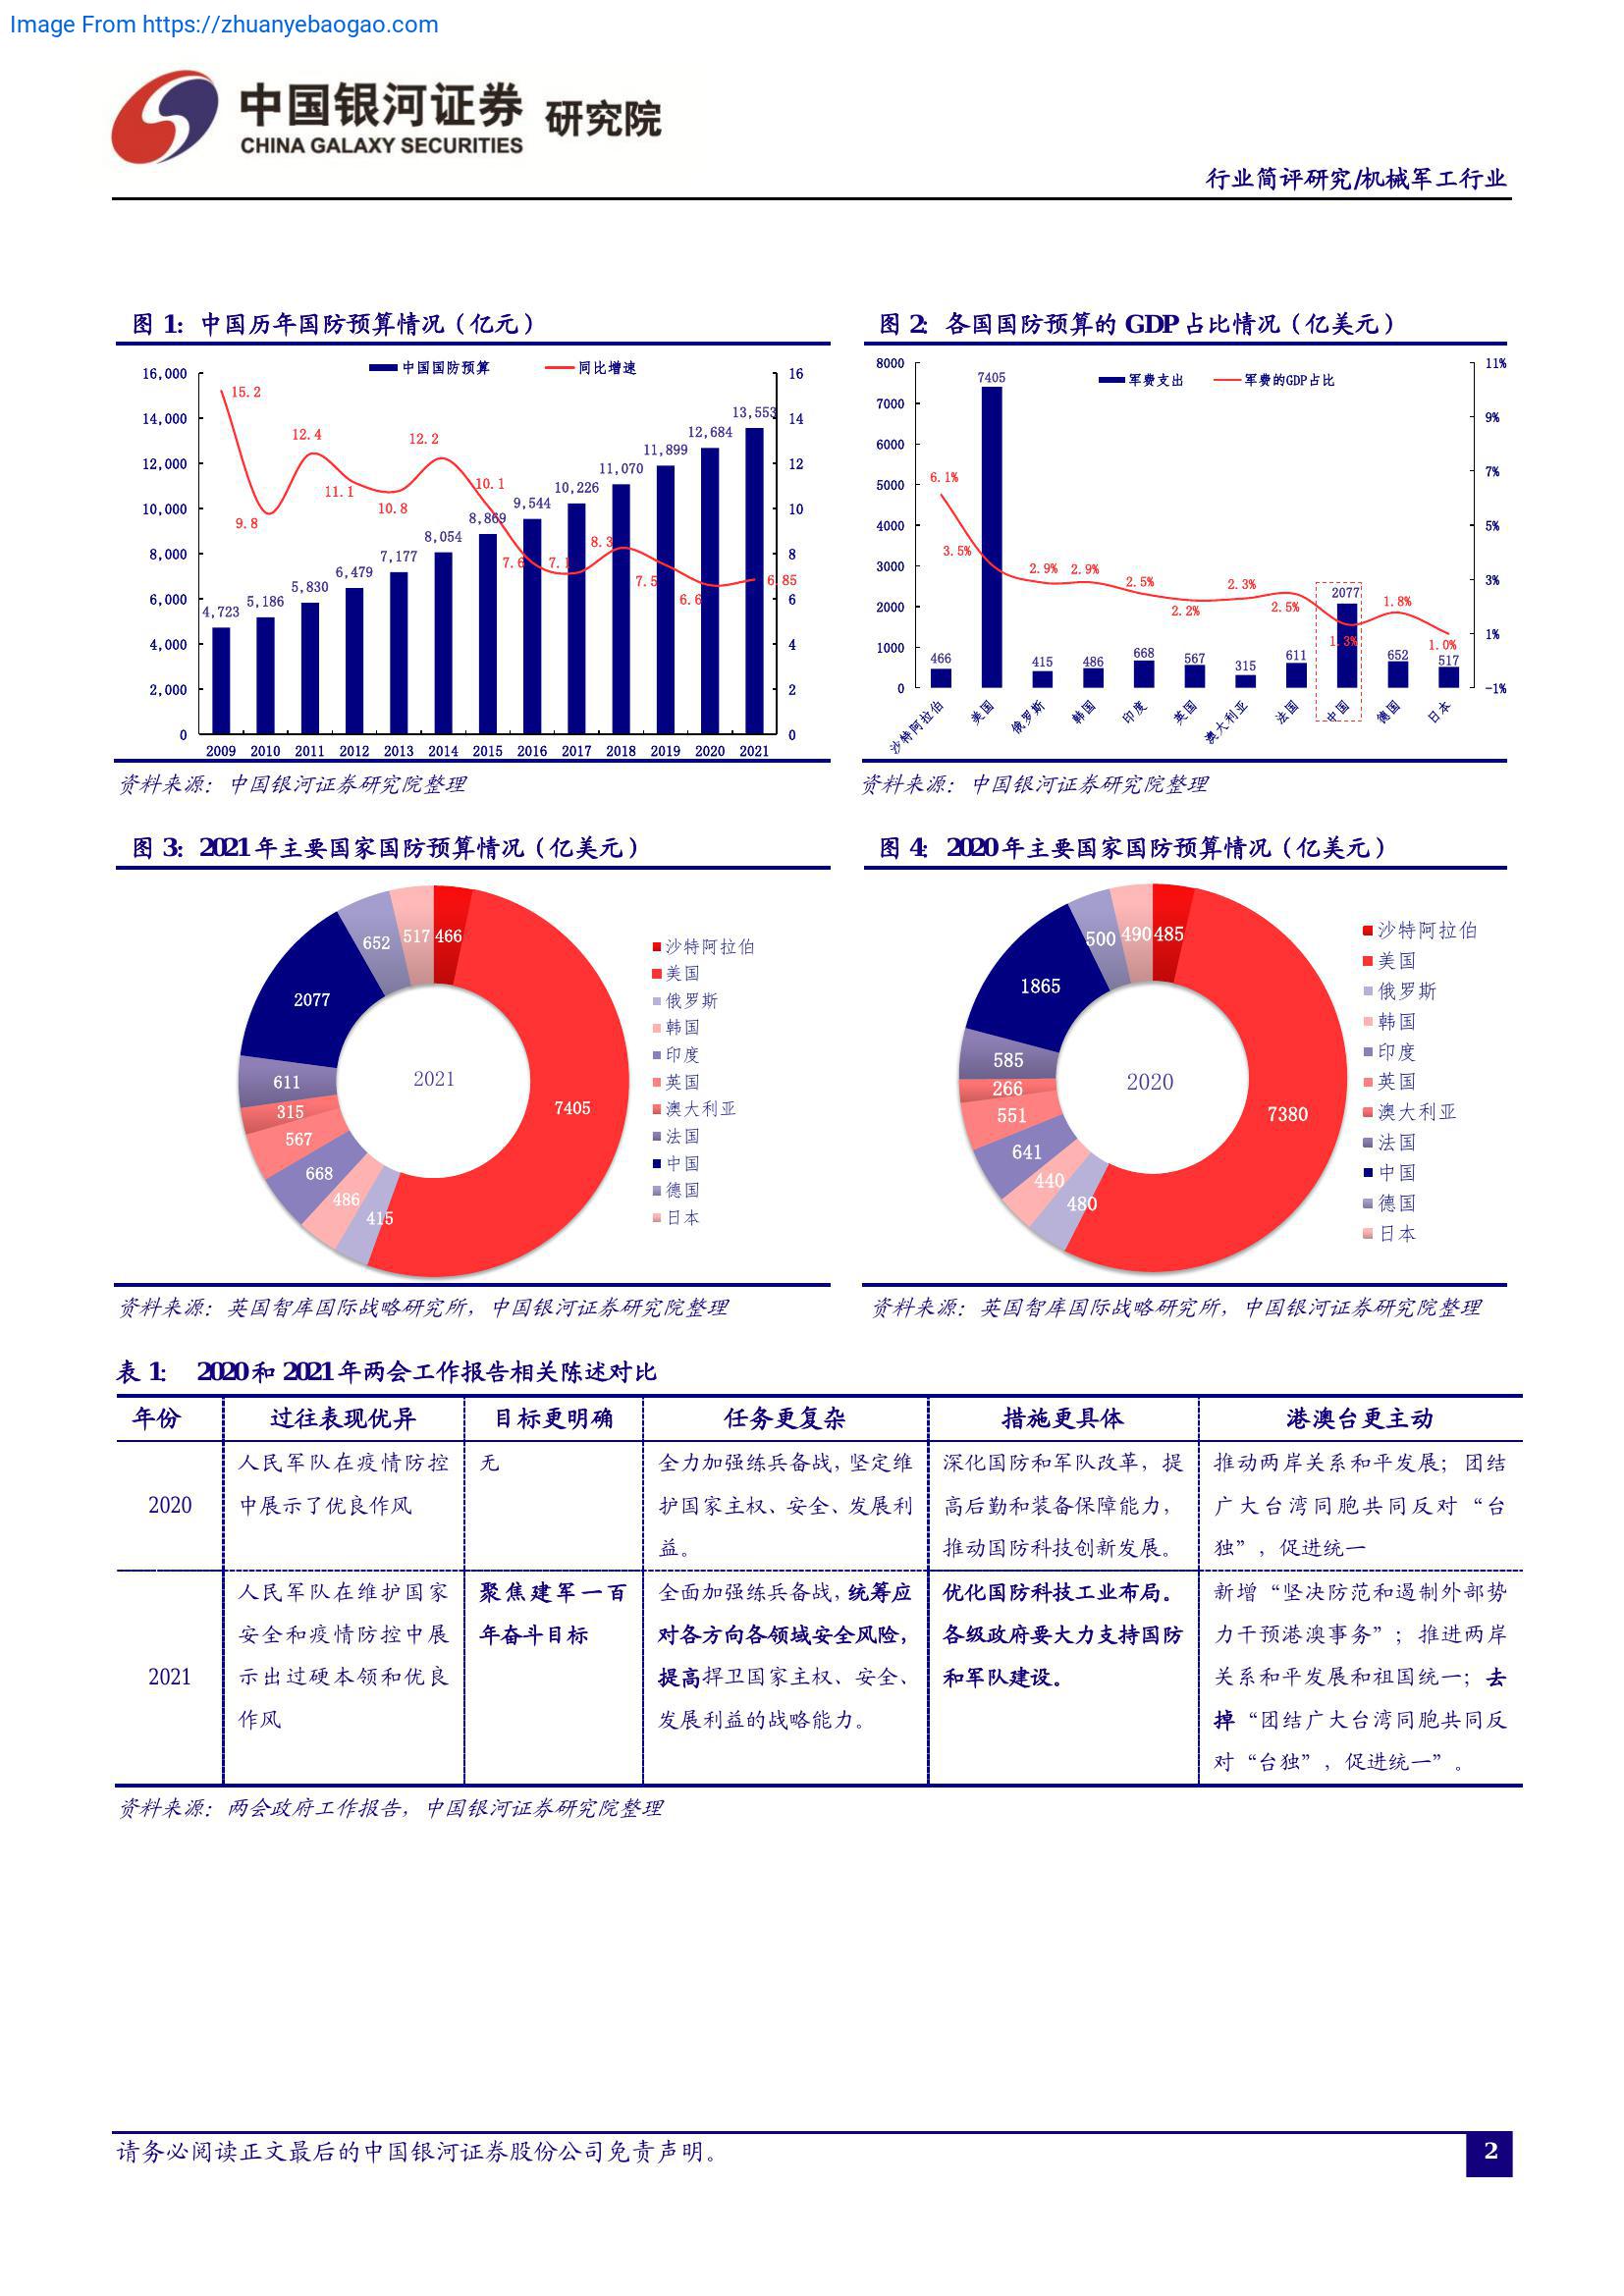 Image From https://zhuanyebaogao.com
中国银河证券 研究院
CHINA GALAXY SECURITIES
行业简评研究/机械军工行业
图 1: 中国历年国防预算情况（亿元）
中国国防预算 同比增速
16,000
14,000
12,000
10,000
8,000
6,000
4,000
2,000
0
16
14
12
10
8
6
4
2
0
4,723 5,186 5,830 6,479 7,177 8,054 8,869 9,544 10,226 11,070 11,899 12,684 13,553
15.2 9.8 12.4 11.1 10.8 12.2 10.1 7.6 7.1 8.3 7.5 6.6 6.85
2009 2010 2011 2012 2013 2014 2015 2016 2017 2018 2019 2020 2021
资料来源：中国银河证券研究院整理
图 2: 各国国防预算的 GDP 占比情况（亿美元）
军费支出 军费的GDP占比
8000
7000
6000
5000
4000
3000
2000
1000
0
11%
9%
7%
5%
3%
1%
-1%
466 7405 415 486 668 567 315 611 2077 652 517
6.1% 3.5% 2.9% 2.9% 2.5% 2.2% 2.3% 2.5% 1.3% 1.8% 1.0%
沙特阿拉伯 美国 俄罗斯 韩国 印度 英国 澳大利亚 法国 中国 德国 日本
资料来源：中国银河证券研究院整理
图 3: 2021 年主要国家国防预算情况（亿美元）
466
7405
415
486
668
567
315
611
2077
652
517
2021
沙特阿拉伯
美国
俄罗斯
韩国
印度
英国
澳大利亚
法国
中国
德国
日本
资料来源：英国智库国际战略研究所，中国银河证券研究院整理
图 4: 2020 年主要国家国防预算情况（亿美元）
485
7380
480
440
641
551
266
585
1865
500
490
2020
沙特阿拉伯
美国
俄罗斯
韩国
印度
英国
澳大利亚
法国
中国
德国
日本
资料来源：英国智库国际战略研究所，中国银河证券研究院整理
表 1: 2020 和 2021 年两会工作报告相关陈述对比
年份 过往表现优异 目标更明确 任务更复杂 措施更具体 港澳台更主动
2020
人民军队在疫情防控
中展示了优良作风
无
全力加强练兵备战，坚定维
护国家主权、安全、发展利
益。
深化国防和军队改革，提
高后勤和装备保障能力，
推动国防科技创新发展。
推动两岸关系和平发展；团结
广大台湾同胞共同反对“台
独”，促进统一
2021
人民军队在维护国家
安全和疫情防控中展
示出过硬本领和优良
作风
聚焦建军一百
年奋斗目标
全面加强练兵备战，统筹应
对各方向各领域安全风险，
提高捍卫国家主权、安全、
发展利益的战略能力。
优化国防科技工业布局。
各级政府要大力支持国防
和军队建设。
新增“坚决防范和遏制外部势
力干预港澳事务”；推进两岸
关系和平发展和祖国统一；去
掉“团结广大台湾同胞共同反
对“台独”，促进统一”。
资料来源：两会政府工作报告，中国银河证券研究院整理
请务必阅读正文最后的中国银河证券股份公司免责声明。
2